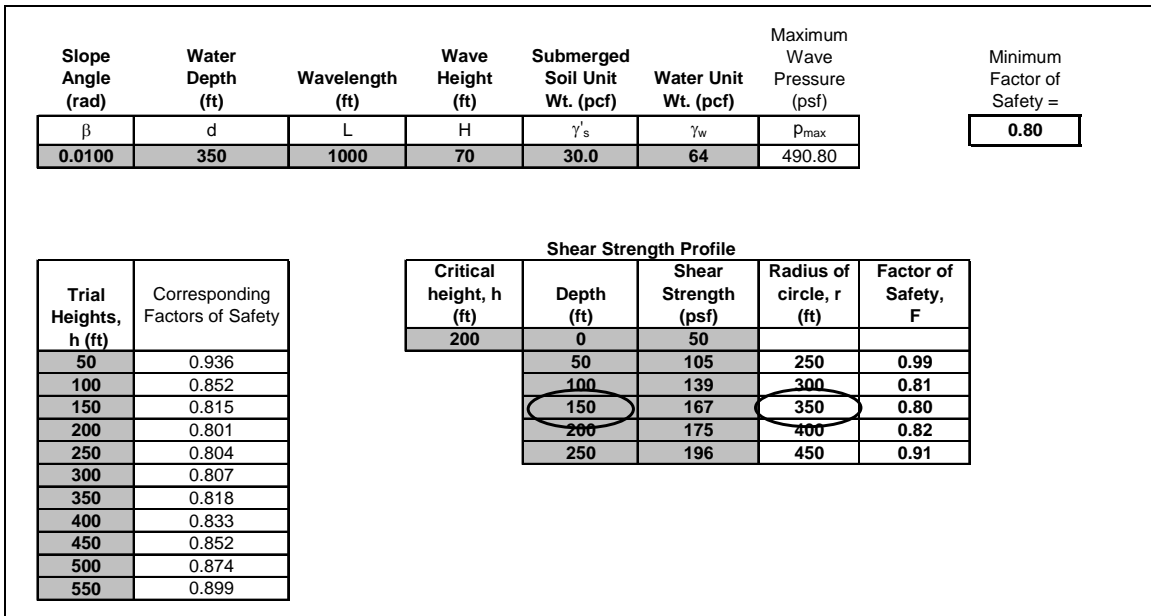 Slope Angle (rad) Water Depth (ft) Wavelength (ft) Wave Height (ft) Submerged Soil Unit Wt. (pcf) Water Unit Wt. (pcf) Maximum Wave Pressure (psf) Minimum Factor of Safety =
β d L H γ's γw pmax 0.80
0.0100 350 1000 70 30.0 64 490.80
Shear Strength Profile
Trial Heights, h (ft) Corresponding Factors of Safety Critical height, h (ft) Depth (ft) Shear Strength (psf) Radius of circle, r (ft) Factor of Safety, F
200 0 50
50 0.936 50 105 250 0.99
100 0.852 100 139 300 0.81
150 0.815 150 167 350 0.80
200 0.801 200 175 400 0.82
250 0.804 250 196 450 0.91
300 0.807
350 0.818
400 0.833
450 0.852
500 0.874
550 0.899